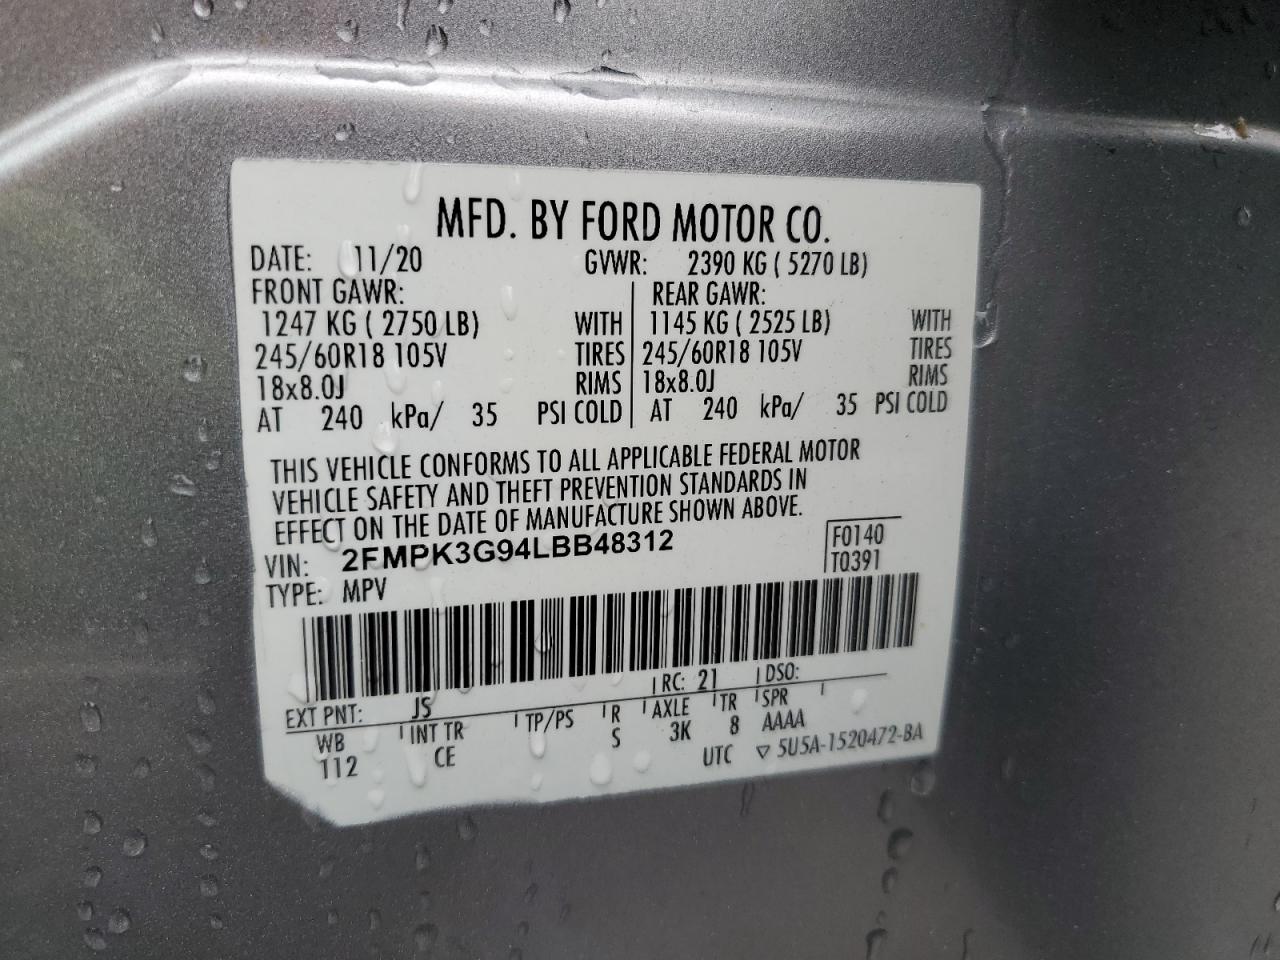 MFD. BY FORD MOTOR CO.
DATE: 11/20 GVWR: 2390 KG ( 5270 LB)
FRONT GAWR: REAR GAWR:
1247 KG ( 2750 LB) WITH 1145 KG ( 2525 LB) WITH
245/60R18 105V TIRES 245/60R18 105V TIRES
18x8.0J RIMS 18x8.0J RIMS
AT 240 kPa/ 35 PSI COLD AT 240 kPa/ 35 PSI COLD
THIS VEHICLE CONFORMS TO ALL APPLICABLE FEDERAL MOTOR
VEHICLE SAFETY AND THEFT PREVENTION STANDARDS IN
EFFECT ON THE DATE OF MANUFACTURE SHOWN ABOVE.
VIN: 2FMPK3G94LBB48312 F0140
TYPE: MPV T0391
EXT PNT: JS RC: 21 DSO:
WB INT TR TP/PS R AXLE TR SPR
112 CE S 3K 8 AAAA
UTC ▽ 5U5A-1520472-BA